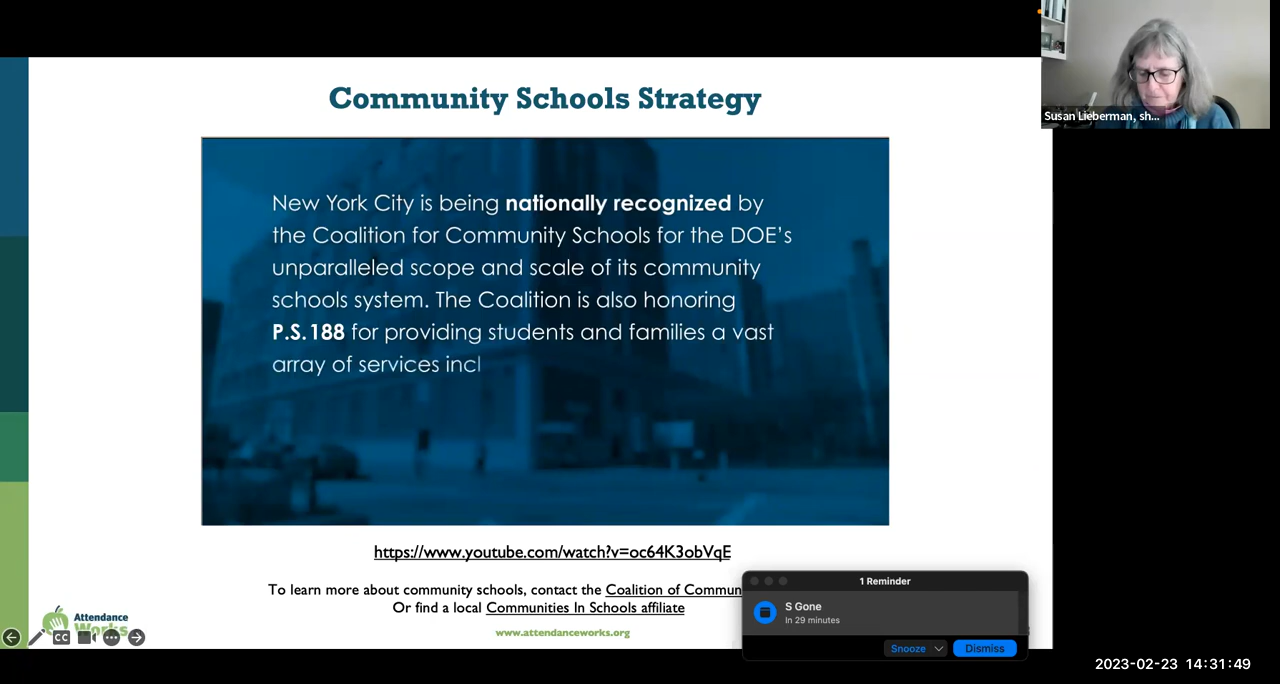 Community Schools Strategy
Susan Lieberman, sh...
New York City is being nationally recognized by
the Coalition for Community Schools for the DOE's
unparalleled scope and scale of its community
schools system. The Coalition is also honoring
P.S. 188 for providing students and families a vast
array of services incl
https://www.youtube.com/watch?v=oc64K3obVqE
To learn more about community schools, contact the Coalition of Commun
Or find a local Communities In Schools affiliate
www.attendanceworks.org
Attendance
Works
CC
1 Reminder
S Gone
In 29 minutes
Snooze
Dismiss
2023-02-23 14:31:49